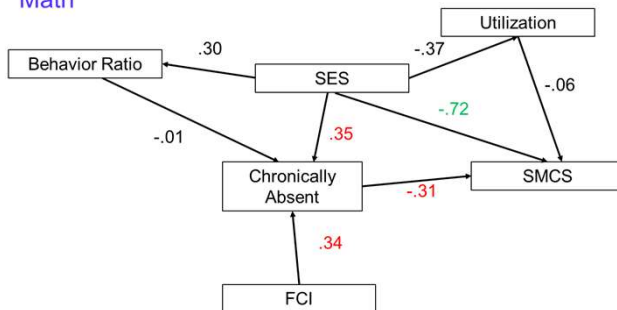 Math
Utilization
.30
-.37
Behavior Ratio
SES
-.06
-.72
-.01
.35
Chronically
Absent
-.31
SMCS
.34
FCI